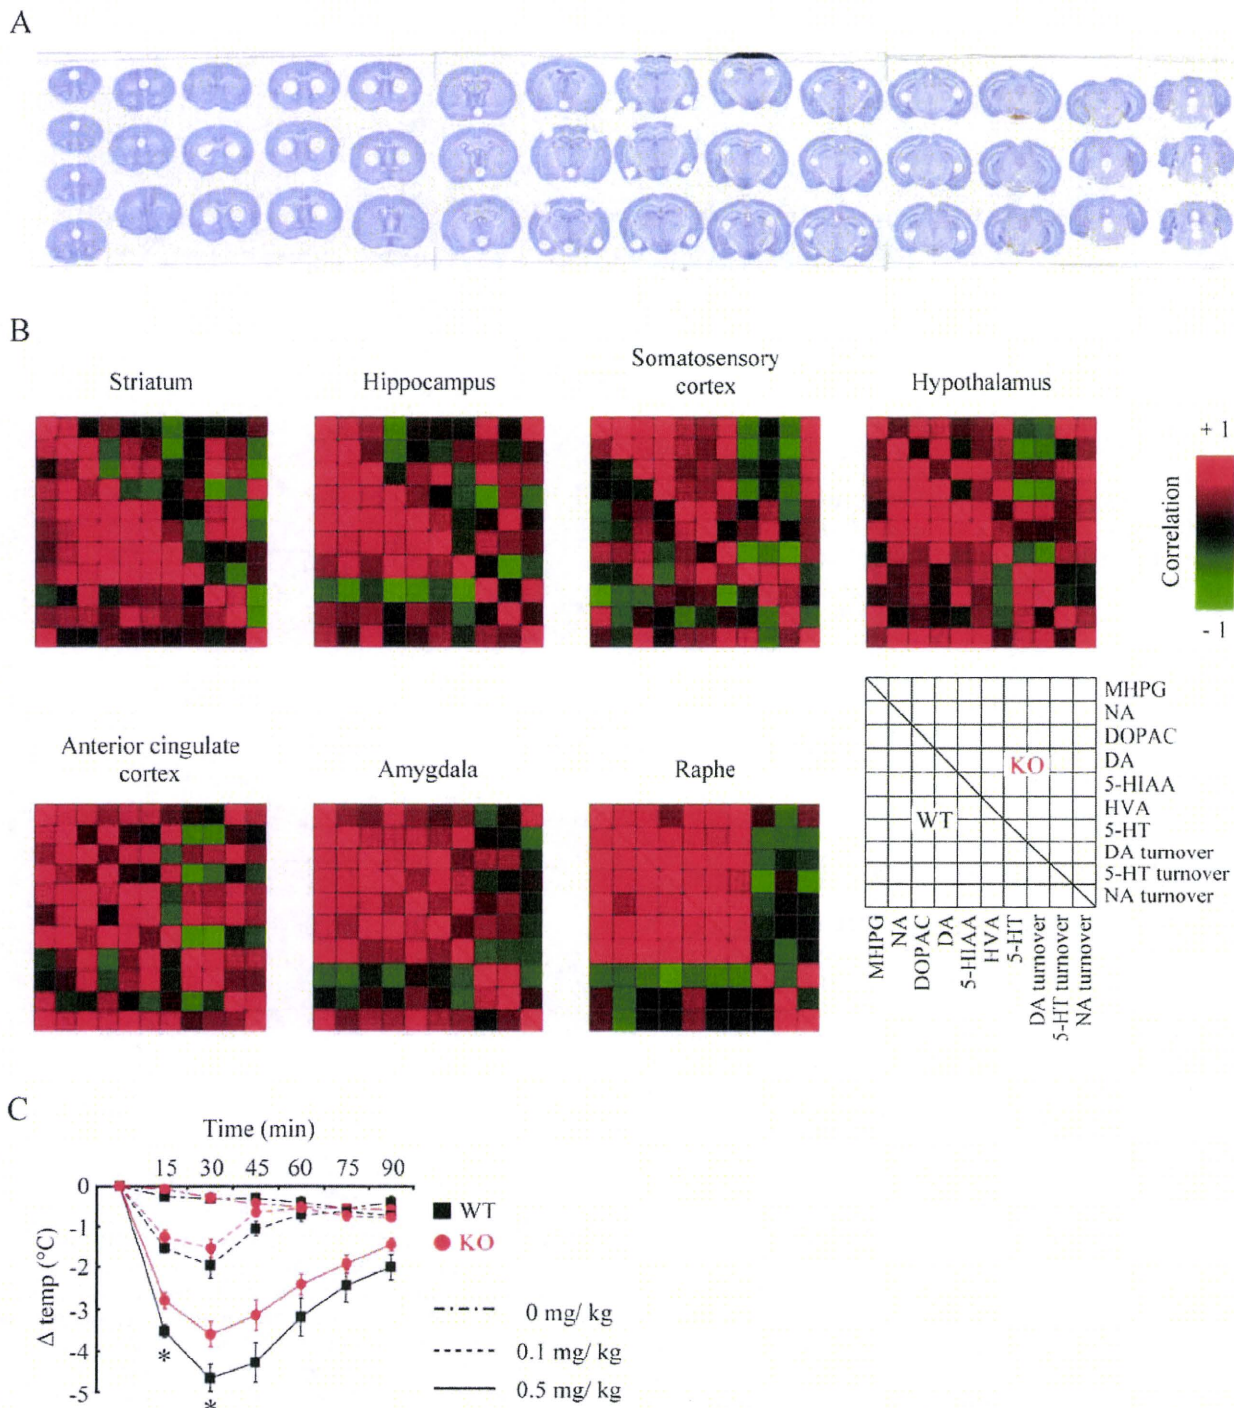 A
B
Striatum
Hippocampus
Somatosensory
cortex
Hypothalamus
+ 1
Correlation
- 1
Anterior cingulate
cortex
Amygdala
Raphe
KO
WT
MHPG
NA
DOPAC
DA
5-HIAA
HVA
5-HT
DA turnover
5-HT turnover
NA turnover
MHPG
NA
DOPAC
DA
5-HIAA
HVA
5-HT
DA turnover
5-HT turnover
NA turnover
C
Time (min)
15 30 45 60 75 90
0
-1
-2
-3
-4
-5
Δ temp (°C)
*
*
WT
KO
0 mg/ kg
0.1 mg/ kg
0.5 mg/ kg